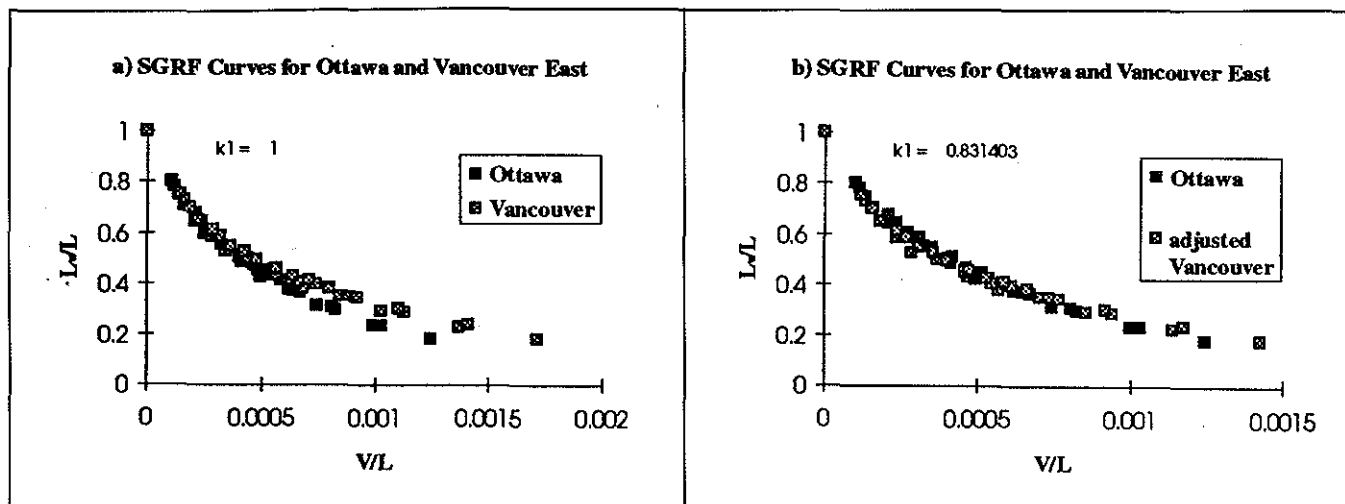 a) SGRF Curves for Ottawa and Vancouver East
k1 = 1
Ottawa
Vancouver
L/L
1
0.8
0.6
0.4
0.2
0
0
0.0005
0.001
0.0015
0.002
V/L
b) SGRF Curves for Ottawa and Vancouver East
k1 = 0.831403
Ottawa
adjusted
Vancouver
L/L
1
0.8
0.6
0.4
0.2
0
0
0.0005
0.001
0.0015
V/L